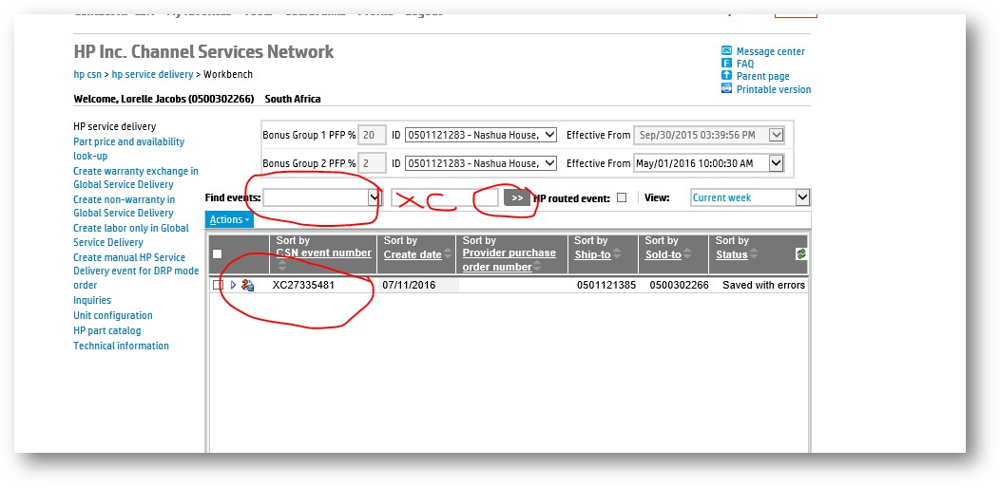 HP Inc. Channel Services Network
hp csn > hp service delivery > Workbench
Message center
FAQ
Parent page
Printable version
Welcome, Lorelle Jacobs (0500302266) South Africa
HP service delivery
Part price and availability
look-up
Create warranty exchange in
Global Service Delivery
Create non-warranty in
Global Service Delivery
Create labor only in Global
Service Delivery
Create manual HP Service
Delivery event for DRP mode
order
Inquiries
Unit configuration
HP part catalog
Technical information
Bonus Group 1 PFP % 20 ID 0501121283 - Nashua House, Effective From Sep/30/2015 03:39:56 PM
Bonus Group 2 PFP % 2 ID 0501121283 - Nashua House, Effective From May/01/2016 10:00:30 AM
Find events: XC >> HP routed event: View: Current week
Actions
Sort by CSN event number Sort by Create date Sort by Provider purchase order number Sort by Ship-to Sort by Sold-to Sort by Status
XC27335481 07/11/2016 0501121385 0500302266 Saved with errors